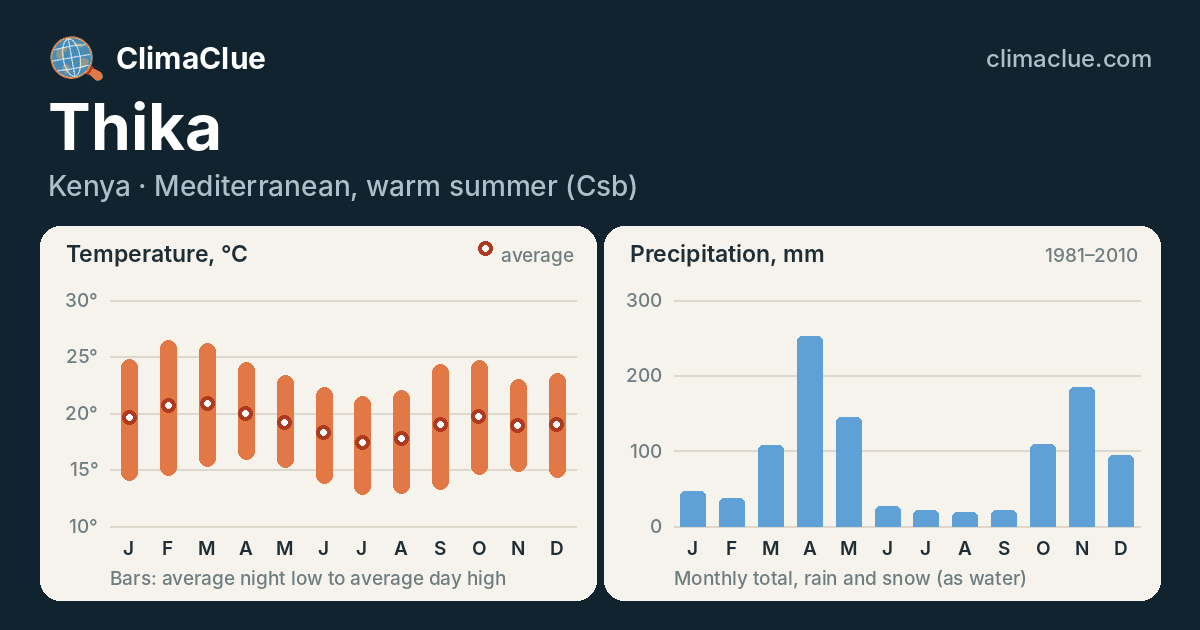 ClimaClue
climaclue.com
Thika
Kenya · Mediterranean, warm summer (Csb)
Temperature, °C
average
30°
25°
20°
15°
10°
J F M A M J J A S O N D
Bars: average night low to average day high
Precipitation, mm
1981–2010
300
200
100
0
J F M A M J J A S O N D
Monthly total, rain and snow (as water)